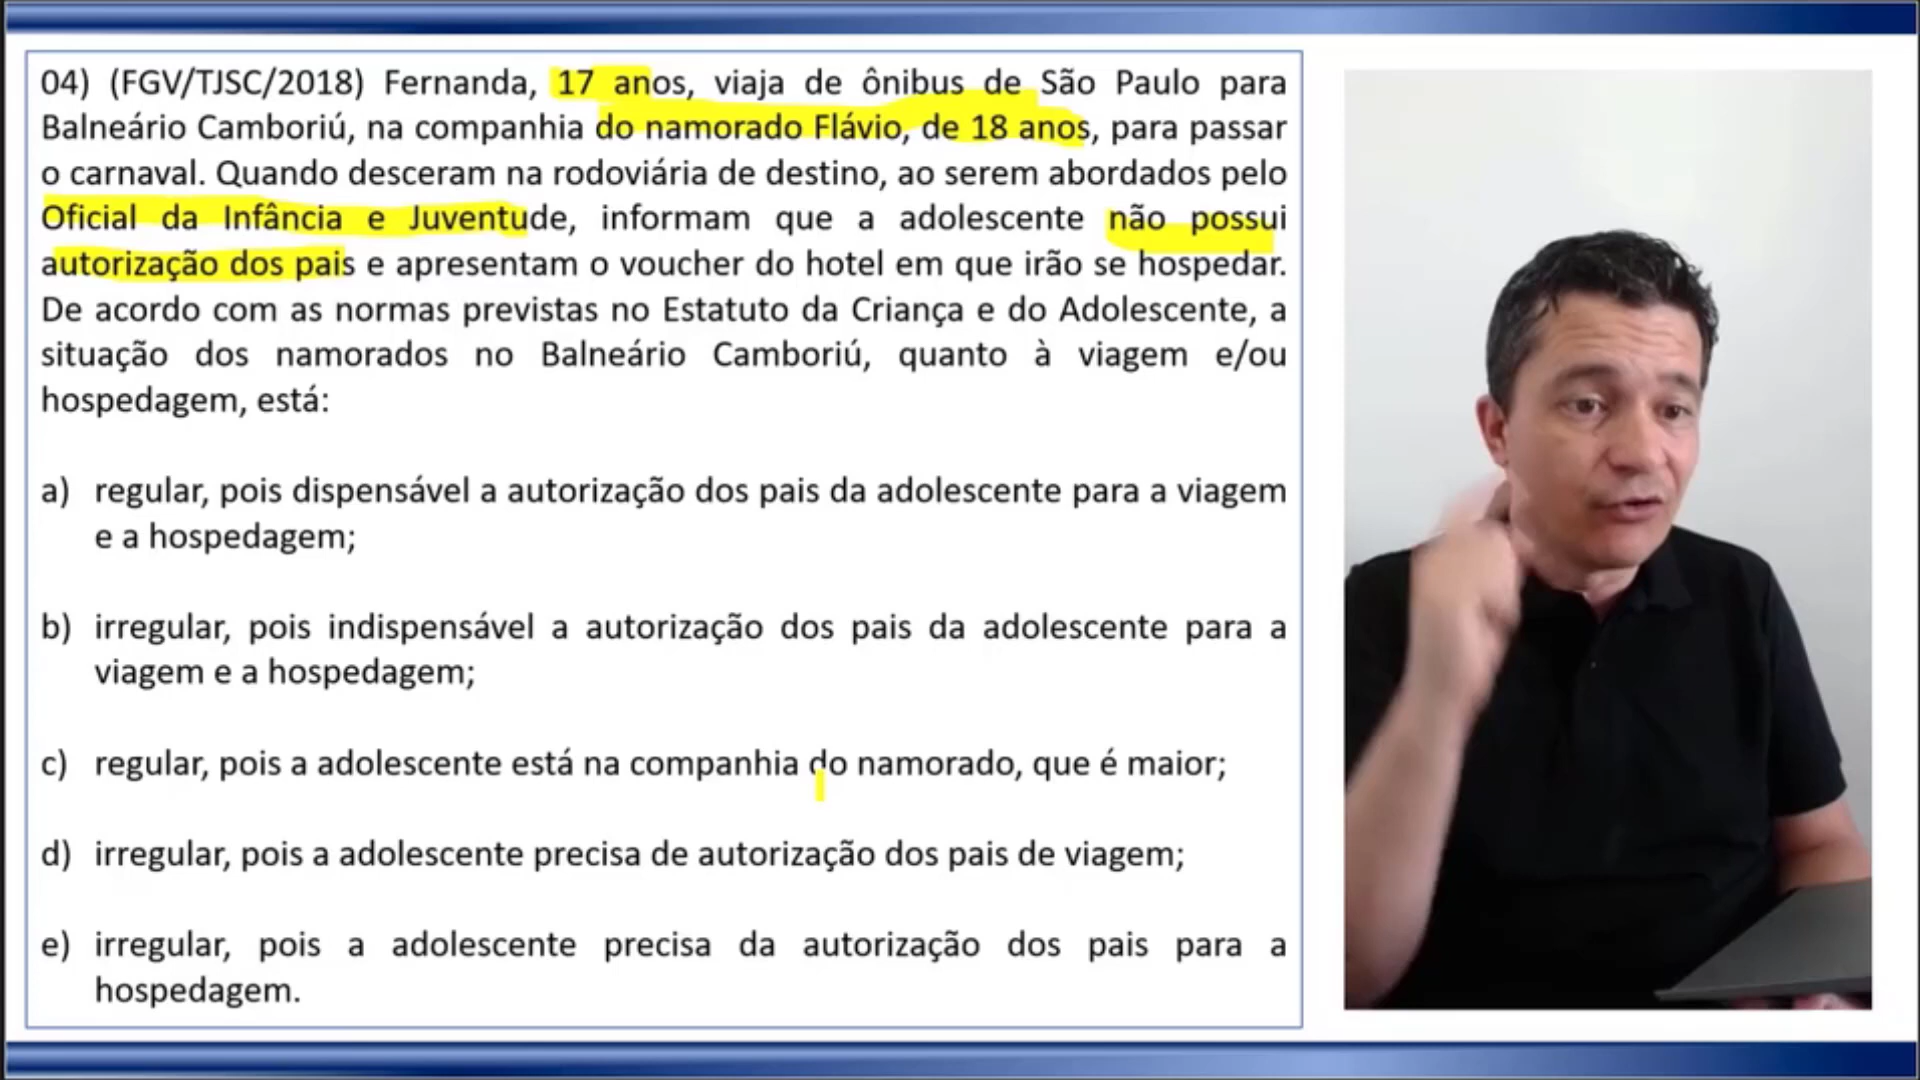 04) (FGV/TJSC/2018) Fernanda, 17 anos, viaja de ônibus de São Paulo para
Balneário Camboriú, na companhia do namorado Flávio, de 18 anos, para passar
o carnaval. Quando desceram na rodoviária de destino, ao serem abordados pelo
Oficial da Infância e Juventude, informam que a adolescente não possui
autorização dos pais e apresentam o voucher do hotel em que irão se hospedar.
De acordo com as normas previstas no Estatuto da Criança e do Adolescente, a
situação dos namorados no Balneário Camboriú, quanto à viagem e/ou
hospedagem, está:
a) regular, pois dispensável a autorização dos pais da adolescente para a viagem
e a hospedagem;
b) irregular, pois indispensável a autorização dos pais da adolescente para a
viagem e a hospedagem;
c) regular, pois a adolescente está na companhia do namorado, que é maior;
d) irregular, pois a adolescente precisa de autorização dos pais de viagem;
e) irregular, pois a adolescente precisa da autorização dos pais para a
hospedagem.